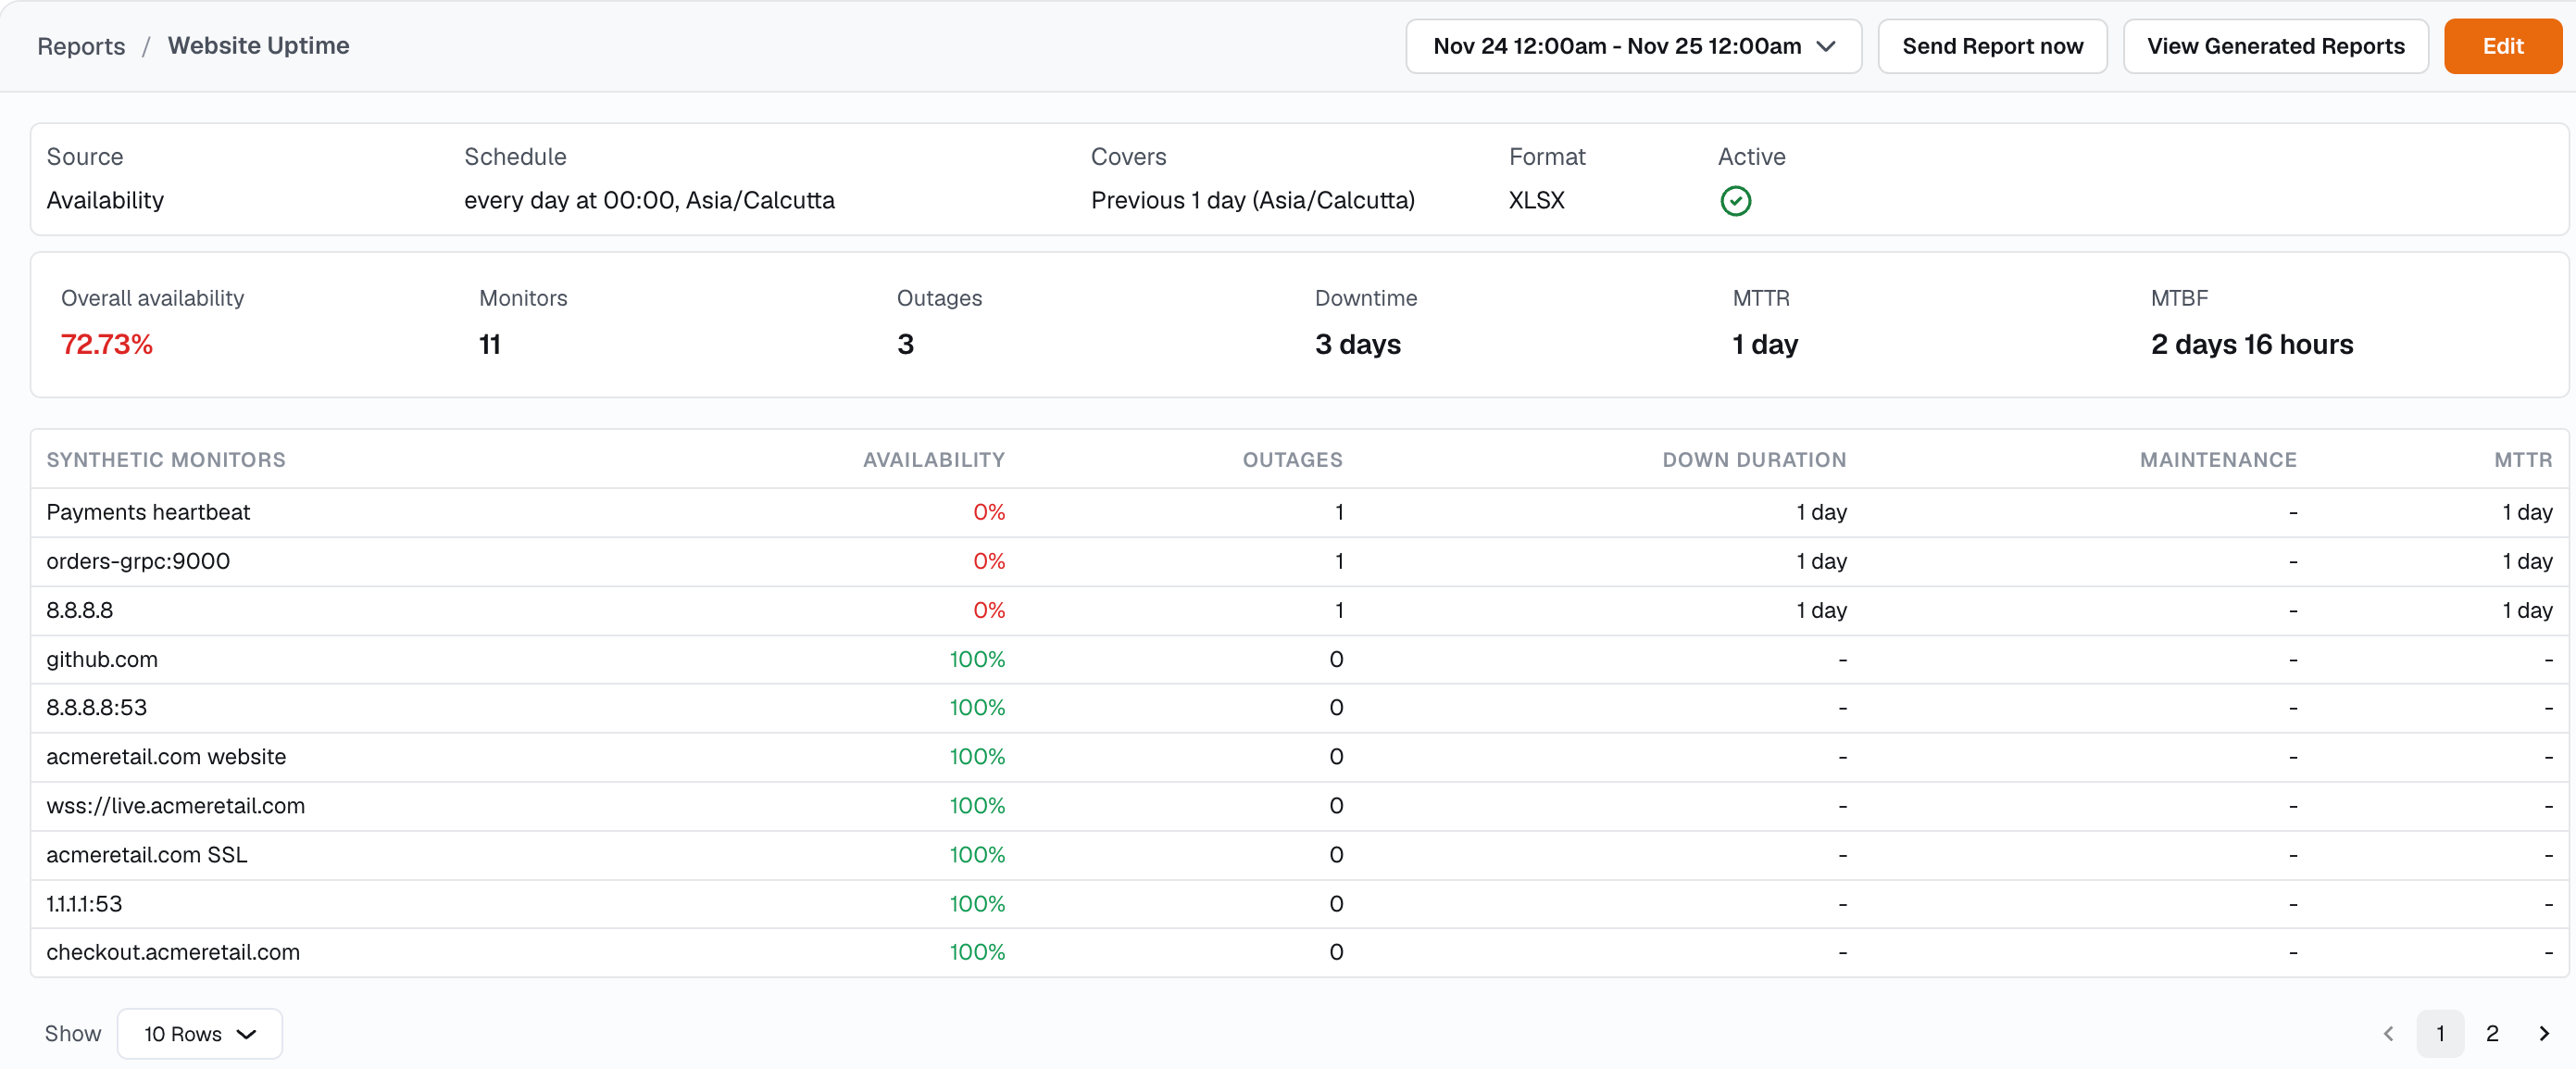 Reports / Website Uptime
Nov 24 12:00am - Nov 25 12:00am
Send Report now
View Generated Reports
Edit
Source Schedule Covers Format Active
Availability every day at 00:00, Asia/Calcutta Previous 1 day (Asia/Calcutta) XLSX
Overall availability Monitors Outages Downtime MTTR MTBF
72.73% 11 3 3 days 1 day 2 days 16 hours
SYNTHETIC MONITORS AVAILABILITY OUTAGES DOWN DURATION MAINTENANCE MTTR
Payments heartbeat 0% 1 1 day - 1 day
orders-grpc:9000 0% 1 1 day - 1 day
8.8.8.8 0% 1 1 day - 1 day
github.com 100% 0 - - -
8.8.8.8:53 100% 0 - - -
acmeretail.com website 100% 0 - - -
wss://live.acmeretail.com 100% 0 - - -
acmeretail.com SSL 100% 0 - - -
1.1.1.1:53 100% 0 - - -
checkout.acmeretail.com 100% 0 - - -
Show 10 Rows 1 2